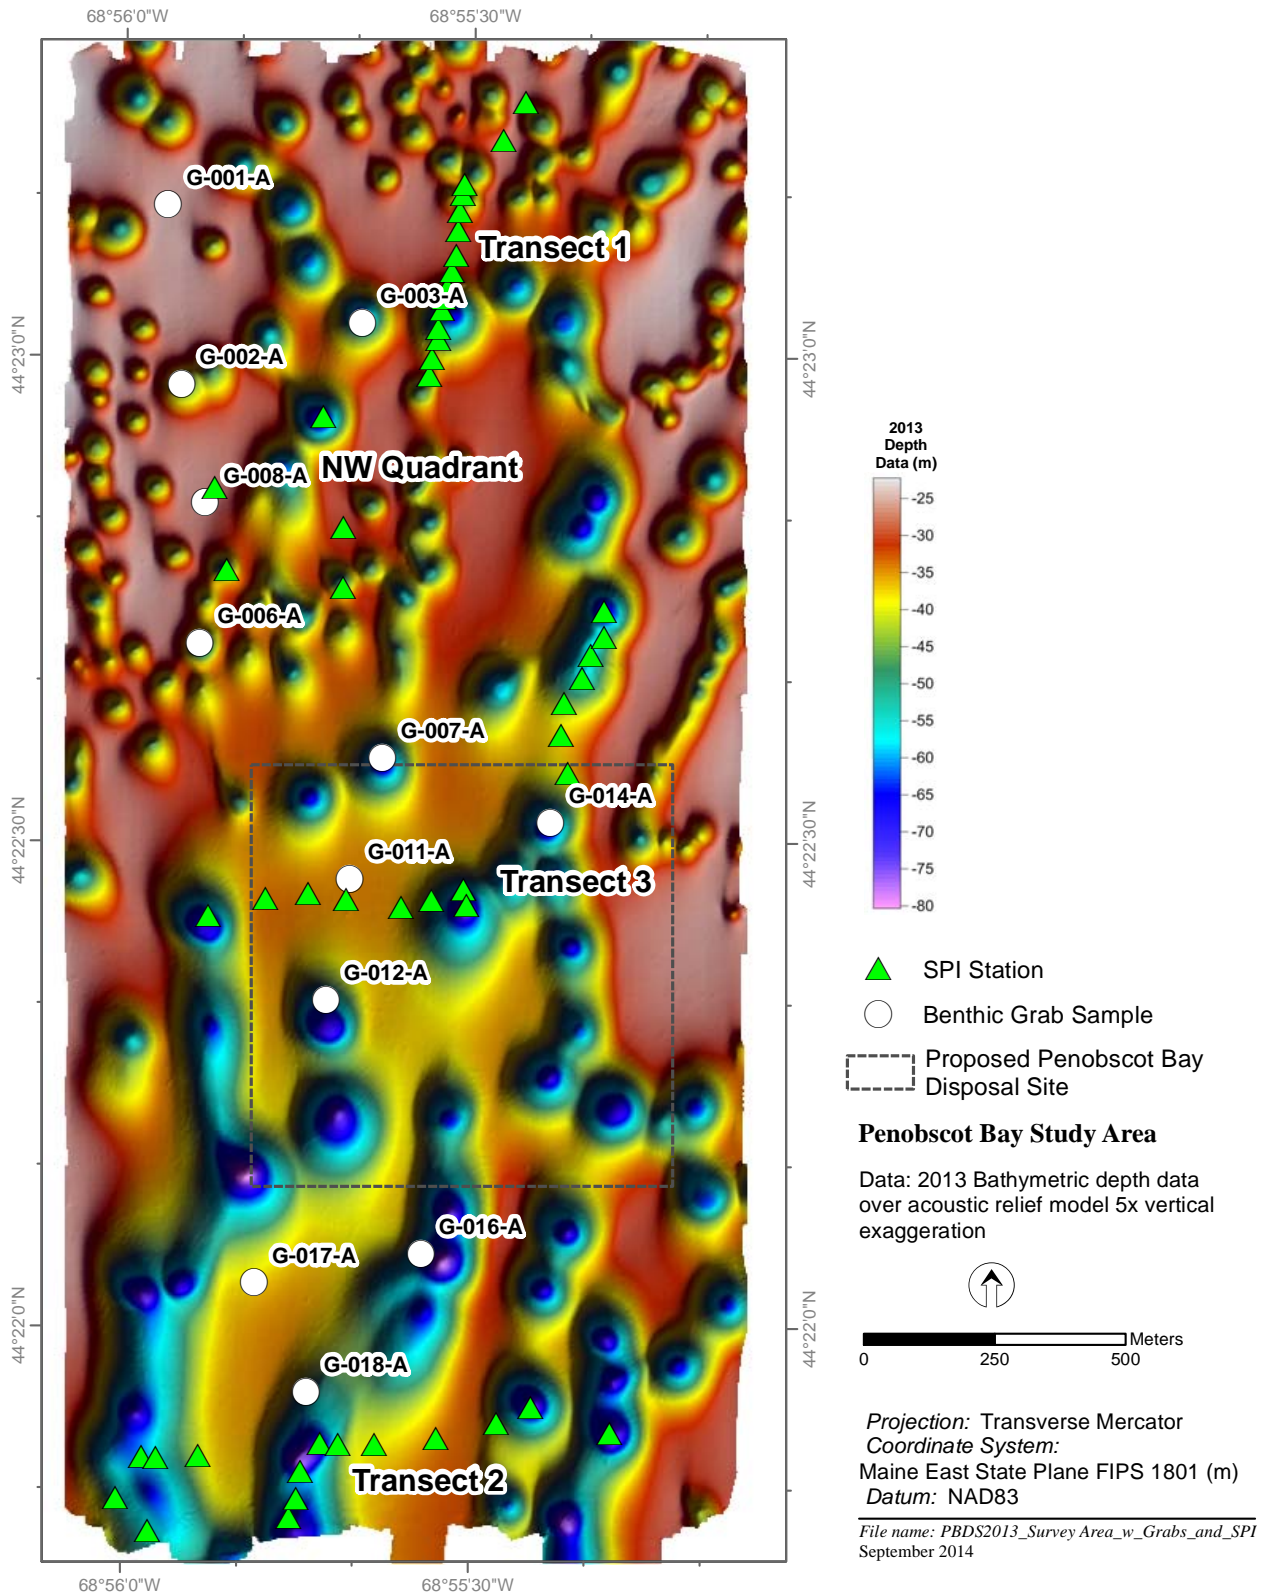 68°56'0"W
68°55'30"W
G-001-A
Transect 1
G-003-A
44°23'0"N
44°23'0"N
G-002-A
NW Quadrant
G-008-A
G-006-A
G-007-A
G-014-A
44°22'30"N
44°22'30"N
G-011-A
Transect 3
G-012-A
G-016-A
G-017-A
44°22'0"N
44°22'0"N
G-018-A
Transect 2
68°56'0"W
68°55'30"W
2013
Depth
Data (m)
-25
-30
-35
-40
-45
-50
-55
-60
-65
-70
-75
-80
SPI Station
Benthic Grab Sample
Proposed Penobscot Bay
Disposal Site
Penobscot Bay Study Area
Data: 2013 Bathymetric depth data
over acoustic relief model 5x vertical
exaggeration
Meters
0 250 500
Projection: Transverse Mercator
Coordinate System:
Maine East State Plane FIPS 1801 (m)
Datum: NAD83
File name: PBDS2013_Survey Area_w_Grabs_and_SPI
September 2014